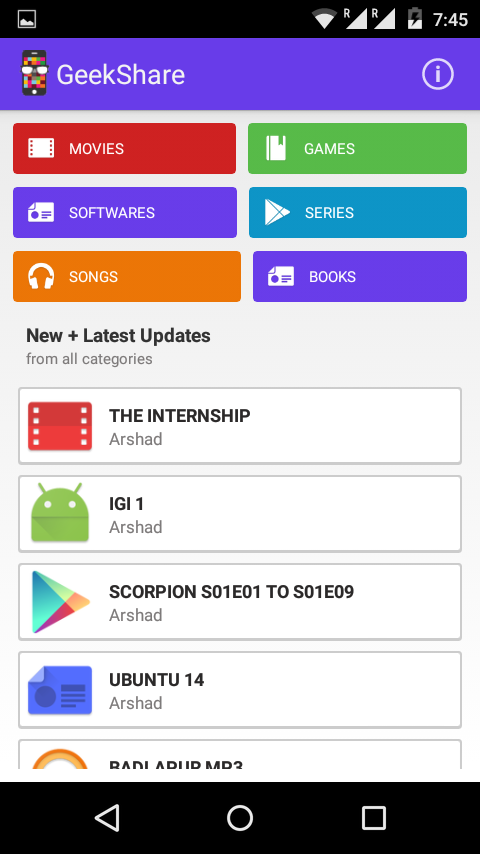 R R 7:45
GeekShare
MOVIES GAMES
SOFTWARES SERIES
SONGS BOOKS
New + Latest Updates
from all categories
THE INTERNSHIP
Arshad
IGI 1
Arshad
SCORPION S01E01 TO S01E09
Arshad
UBUNTU 14
Arshad
BADLAPUR MP3